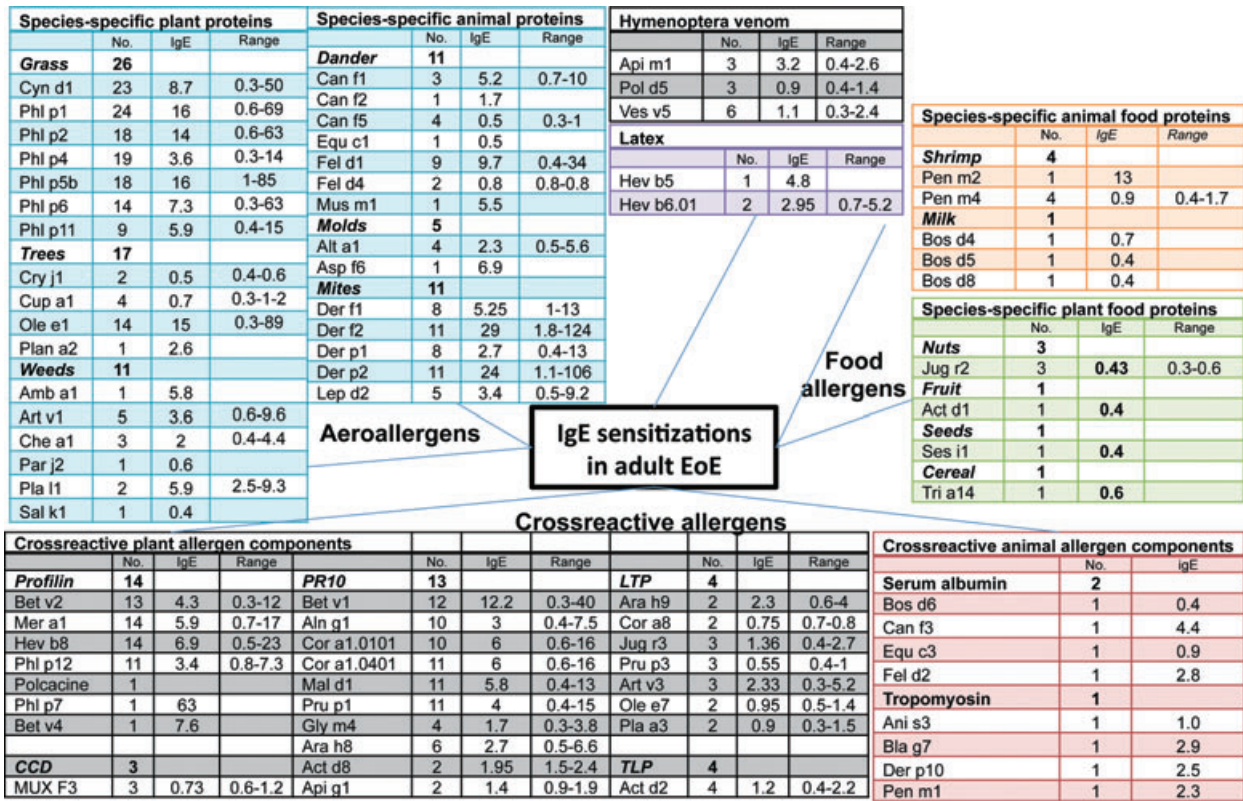 Species-specific plant proteins
No. IgE Range
Grass 26
Cyn d1 23 8.7 0.3-50
Phl p1 24 16 0.6-69
Phl p2 18 14 0.6-63
Phl p4 19 3.6 0.3-14
Phl p5b 18 16 1-85
Phl p6 14 7.3 0.3-63
Phl p11 9 5.9 0.4-15
Trees 17
Cry j1 2 0.5 0.4-0.6
Cup a1 4 0.7 0.3-1-2
Ole e1 14 15 0.3-89
Plan a2 1 2.6
Weeds 11
Amb a1 1 5.8
Art v1 5 3.6 0.6-9.6
Che a1 3 2 0.4-4.4
Par j2 1 0.6
Pla l1 2 5.9 2.5-9.3
Sal k1 1 0.4
Species-specific animal proteins
No. IgE Range
Dander 11
Can f1 3 5.2 0.7-10
Can f2 1 1.7
Can f5 4 0.5 0.3-1
Equ c1 1 0.5
Fel d1 9 9.7 0.4-34
Fel d4 2 0.8 0.8-0.8
Mus m1 1 5.5
Molds 5
Alt a1 4 2.3 0.5-5.6
Asp f6 1 6.9
Mites 11
Der f1 8 5.25 1-13
Der f2 11 29 1.8-124
Der p1 8 2.7 0.4-13
Der p2 11 24 1.1-106
Lep d2 5 3.4 0.5-9.2
Hymenoptera venom
No. IgE Range
Api m1 3 3.2 0.4-2.6
Pol d5 3 0.9 0.4-1.4
Ves v5 6 1.1 0.3-2.4
Latex
No. IgE Range
Hev b5 1 4.8
Hev b6.01 2 2.95 0.7-5.2
Species-specific animal food proteins
No. IgE Range
Shrimp 4
Pen m2 1 13
Pen m4 4 0.9 0.4-1.7
Milk 1
Bos d4 1 0.7
Bos d5 1 0.4
Bos d8 1 0.4
Species-specific plant food proteins
No. IgE Range
Nuts 3
Jug r2 3 0.43 0.3-0.6
Fruit 1
Act d1 1 0.4
Seeds 1
Ses i1 1 0.4
Cereal 1
Tri a14 1 0.6
Aeroallergens
IgE sensitizations
in adult EoE
Food
allergens
Crossreactive allergens
Crossreactive plant allergen components
No. IgE Range No. IgE Range No. IgE Range
Profilin 14 PR10 13 LTP 4
Bet v2 13 4.3 0.3-12 Bet v1 12 12.2 0.3-40 Ara h9 2 2.3 0.6-4
Mer a1 14 5.9 0.7-17 Aln g1 10 3 0.4-7.5 Cor a8 2 0.75 0.7-0.8
Hev b8 14 6.9 0.5-23 Cor a1.0101 10 6 0.6-16 Jug r3 3 1.36 0.4-2.7
Phl p12 11 3.4 0.8-7.3 Cor a1.0401 11 6 0.6-16 Pru p3 3 0.55 0.4-1
Polcacine 1 Mal d1 11 5.8 0.4-13 Art v3 3 2.33 0.3-5.2
Phl p7 1 63 Pru p1 11 4 0.4-15 Ole e7 2 0.95 0.5-1.4
Bet v4 1 7.6 Gly m4 4 1.7 0.3-3.8 Pla a3 2 0.9 0.3-1.5
Ara h8 6 2.7 0.5-6.6
CCD 3 Act d8 2 1.95 1.5-2.4 TLP 4
MUX F3 3 0.73 0.6-1.2 Api g1 2 1.4 0.9-1.9 Act d2 4 1.2 0.4-2.2
Crossreactive animal allergen components
No. igE
Serum albumin 2
Bos d6 1 0.4
Can f3 1 4.4
Equ c3 1 0.9
Fel d2 1 2.8
Tropomyosin 1
Ani s3 1 1.0
Bla g7 1 2.9
Der p10 1 2.5
Pen m1 1 2.3